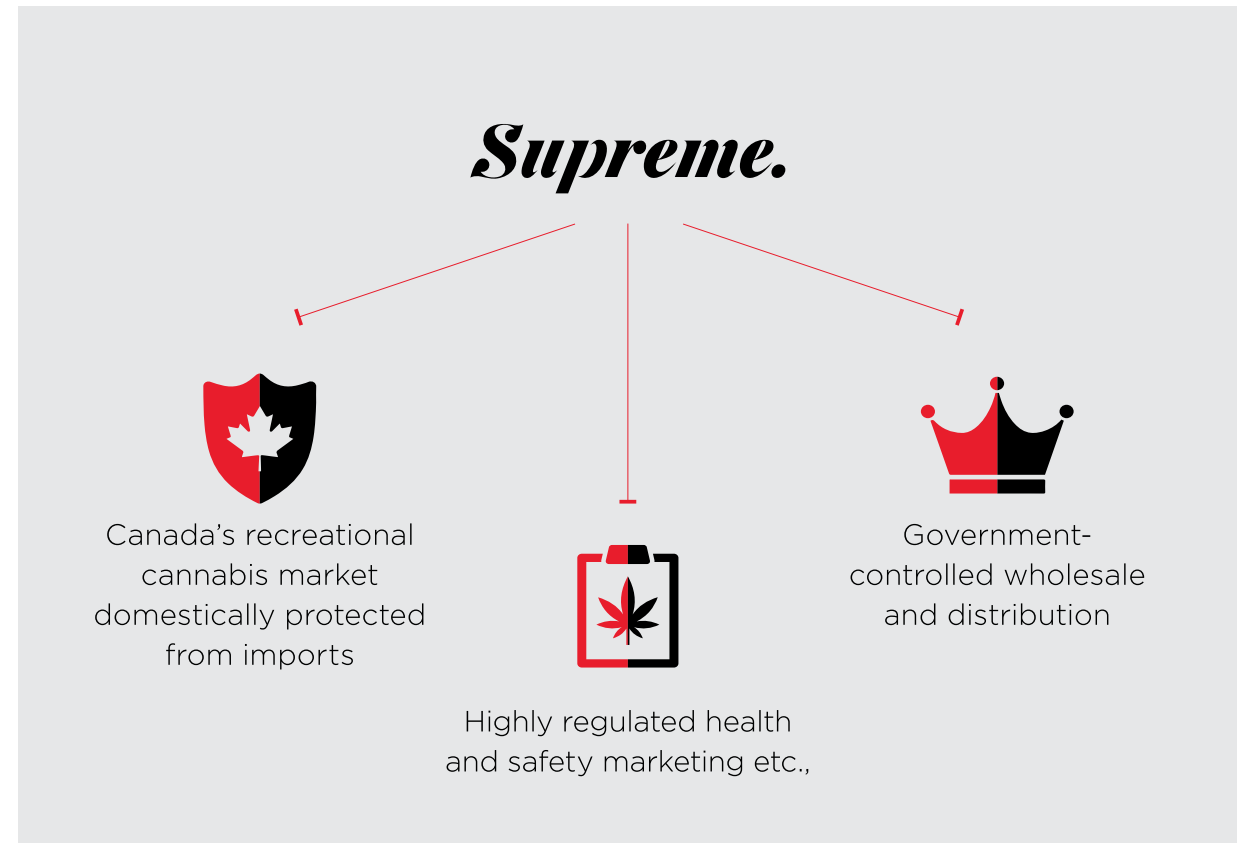 Supreme.
Canada’s recreational
cannabis market
domestically protected
from imports
Highly regulated health
and safety marketing etc.,
Government-
controlled wholesale
and distribution